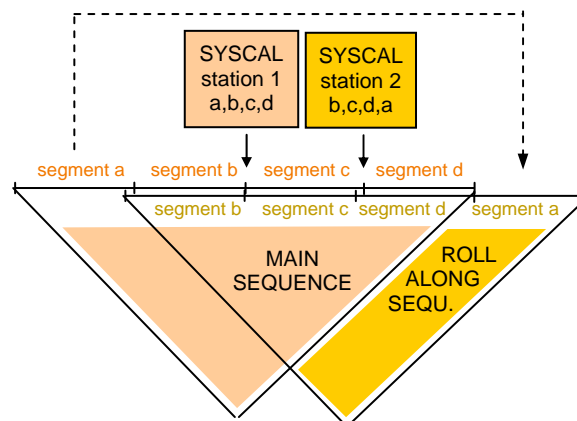 SYSCAL
station 1
a,b,c,d
SYSCAL
station 2
b,c,d,a
segment a segment b segment c segment d
segment b segment c segment d segment a
MAIN
SEQUENCE
ROLL
ALONG
SEQU.